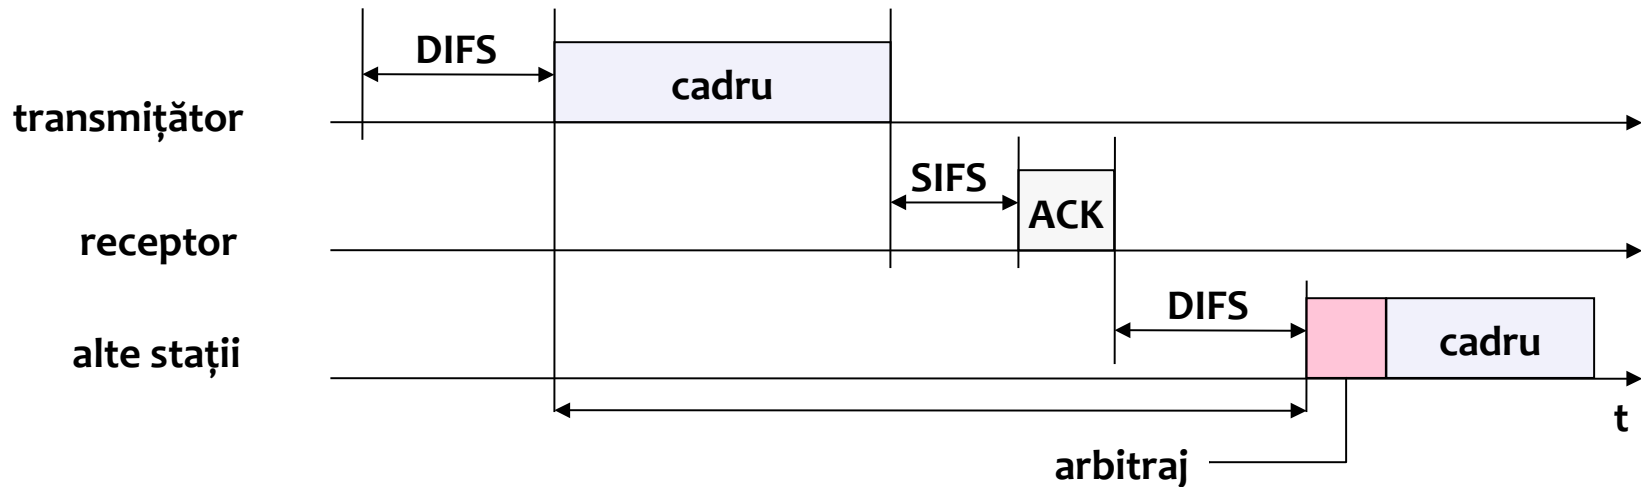 DIFS
cadru
transmițător
SIFS
ACK
receptor
DIFS
cadru
alte stații
t
arbitraj